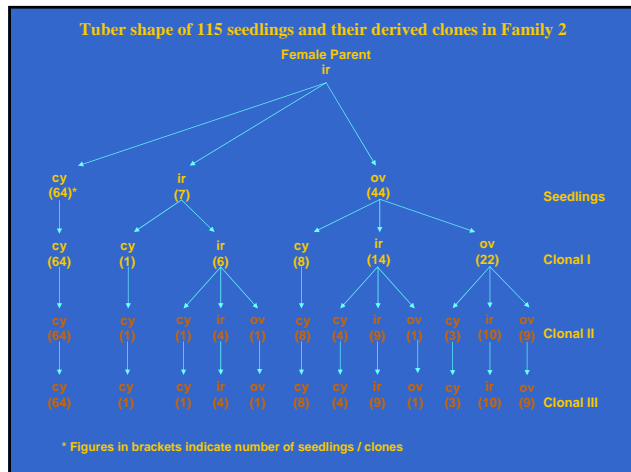 Tuber shape of 115 seedlings and their derived clones in Family 2
Female Parent
ir
cy ir ov
(64)* (7) (44) Seedlings
cy cy ir cy ir ov
(64) (1) (6) (8) (14) (22) Clonal I
cy cy cy ir ov cy cy ir ov cy ir ov
(64) (1) (1) (4) (1) (8) (4) (9) (1) (3) (10) (9) Clonal II
cy cy cy ir ov cy cy ir ov cy ir ov
(64) (1) (1) (4) (1) (8) (4) (9) (1) (3) (10) (9) Clonal III
* Figures in brackets indicate number of seedlings / clones